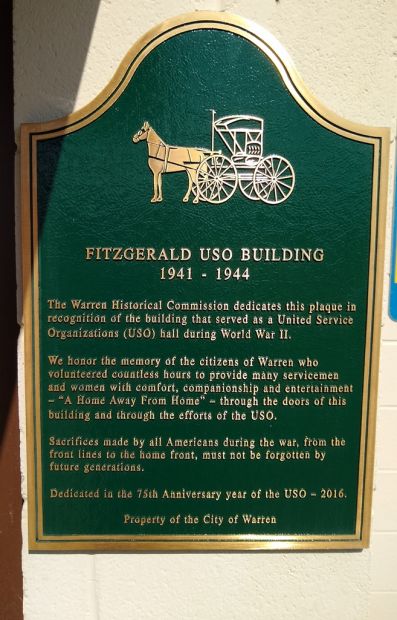 FITZGERALD USO BUILDING
1941 - 1944
The Warren Historical Commission dedicates this plaque in
recognition of the building that served as a United Service
Organizations (USO) hall during World War II.
We honor the memory of the citizens of Warren who
volunteered countless hours to provide many servicemen
and women with comfort, companionship and entertainment
– "A Home Away From Home" – through the doors of this
building and through the efforts of the USO.
Sacrifices made by all Americans during the war, from the
front lines to the home front, must not be forgotten by
future generations.
Dedicated in the 75th Anniversary year of the USO – 2016.
Property of the City of Warren